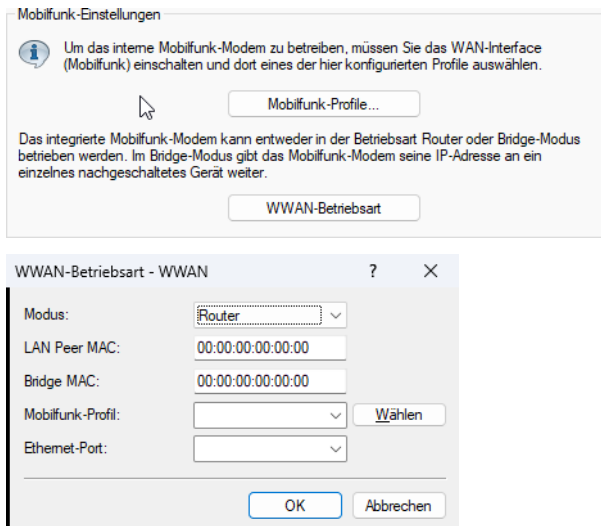 Mobilfunk-Einstellungen
Um das interne Mobilfunk-Modem zu betreiben, müssen Sie das WAN-Interface
(Mobilfunk) einschalten und dort eines der hier konfigurierten Profile auswählen.
Mobilfunk-Profile...
Das integrierte Mobilfunk-Modem kann entweder in der Betriebsart Router oder Bridge-Modus
betrieben werden. Im Bridge-Modus gibt das Mobilfunk-Modem seine IP-Adresse an ein
einzelnes nachgeschaltetes Gerät weiter.
WWAN-Betriebsart
WWAN-Betriebsart - WWAN ?
Modus: Router
LAN Peer MAC: 00:00:00:00:00:00
Bridge MAC: 00:00:00:00:00:00
Mobilfunk-Profil: Wählen
Ethernet-Port:
OK Abbrechen